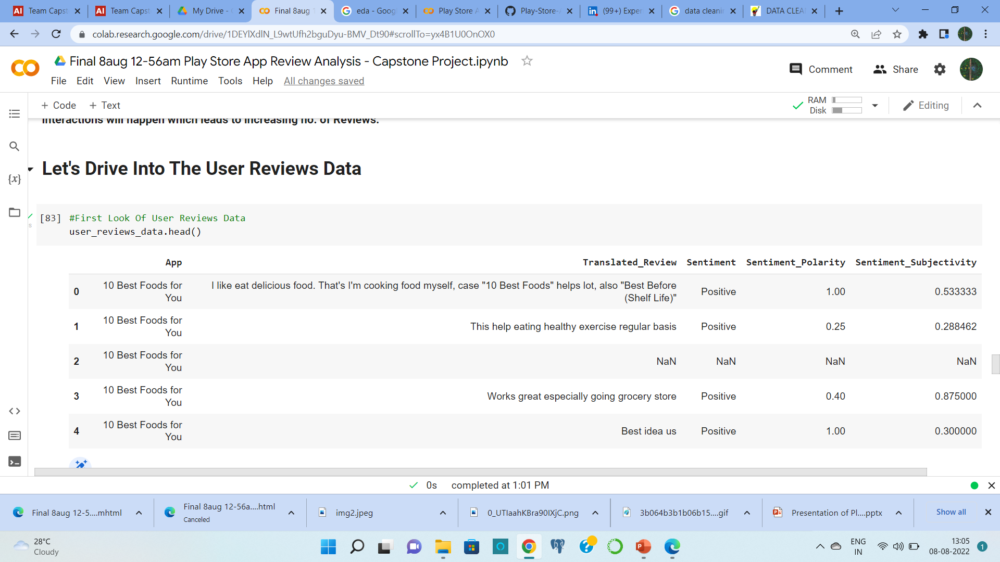 Team Capst
Team Capst
My Drive -
Final 8aug
eda - Goog
Play Store A
Play-Store-
(99+) Exper
data cleani
DATA CLEA
colab.research.google.com/drive/1DEYlXdlN_L9wtUfh2bguDyu-BMV_Dt90#scrollTo=yx4B1U0OnOX0
Final 8aug 12-56am Play Store App Review Analysis - Capstone Project.ipynb
Comment
Share
File Edit View Insert Runtime Tools Help All changes saved
+ Code + Text
RAM
Disk
Editing
interactions will happen which leads to increasing no. of Reviews.
Let's Drive Into The User Reviews Data
[83] #First Look Of User Reviews Data
user_reviews_data.head()
App Translated_Review Sentiment Sentiment_Polarity Sentiment_Subjectivity
0 10 Best Foods for You I like eat delicious food. That's I'm cooking food myself, case "10 Best Foods" helps lot, also "Best Before (Shelf Life)" Positive 1.00 0.533333
1 10 Best Foods for You This help eating healthy exercise regular basis Positive 0.25 0.288462
2 10 Best Foods for You NaN NaN NaN NaN
3 10 Best Foods for You Works great especially going grocery store Positive 0.40 0.875000
4 10 Best Foods for You Best idea us Positive 1.00 0.300000
0s completed at 1:01 PM
Final 8aug 12-5....mhtml
Final 8aug 12-56a....html
Canceled
img2.jpeg
0_UTIaahKBra90IXjC.png
3b064b3b1b06b15....gif
Presentation of Pl....pptx
Show all
28°C
Cloudy
ENG
IN
13:05
08-08-2022
1